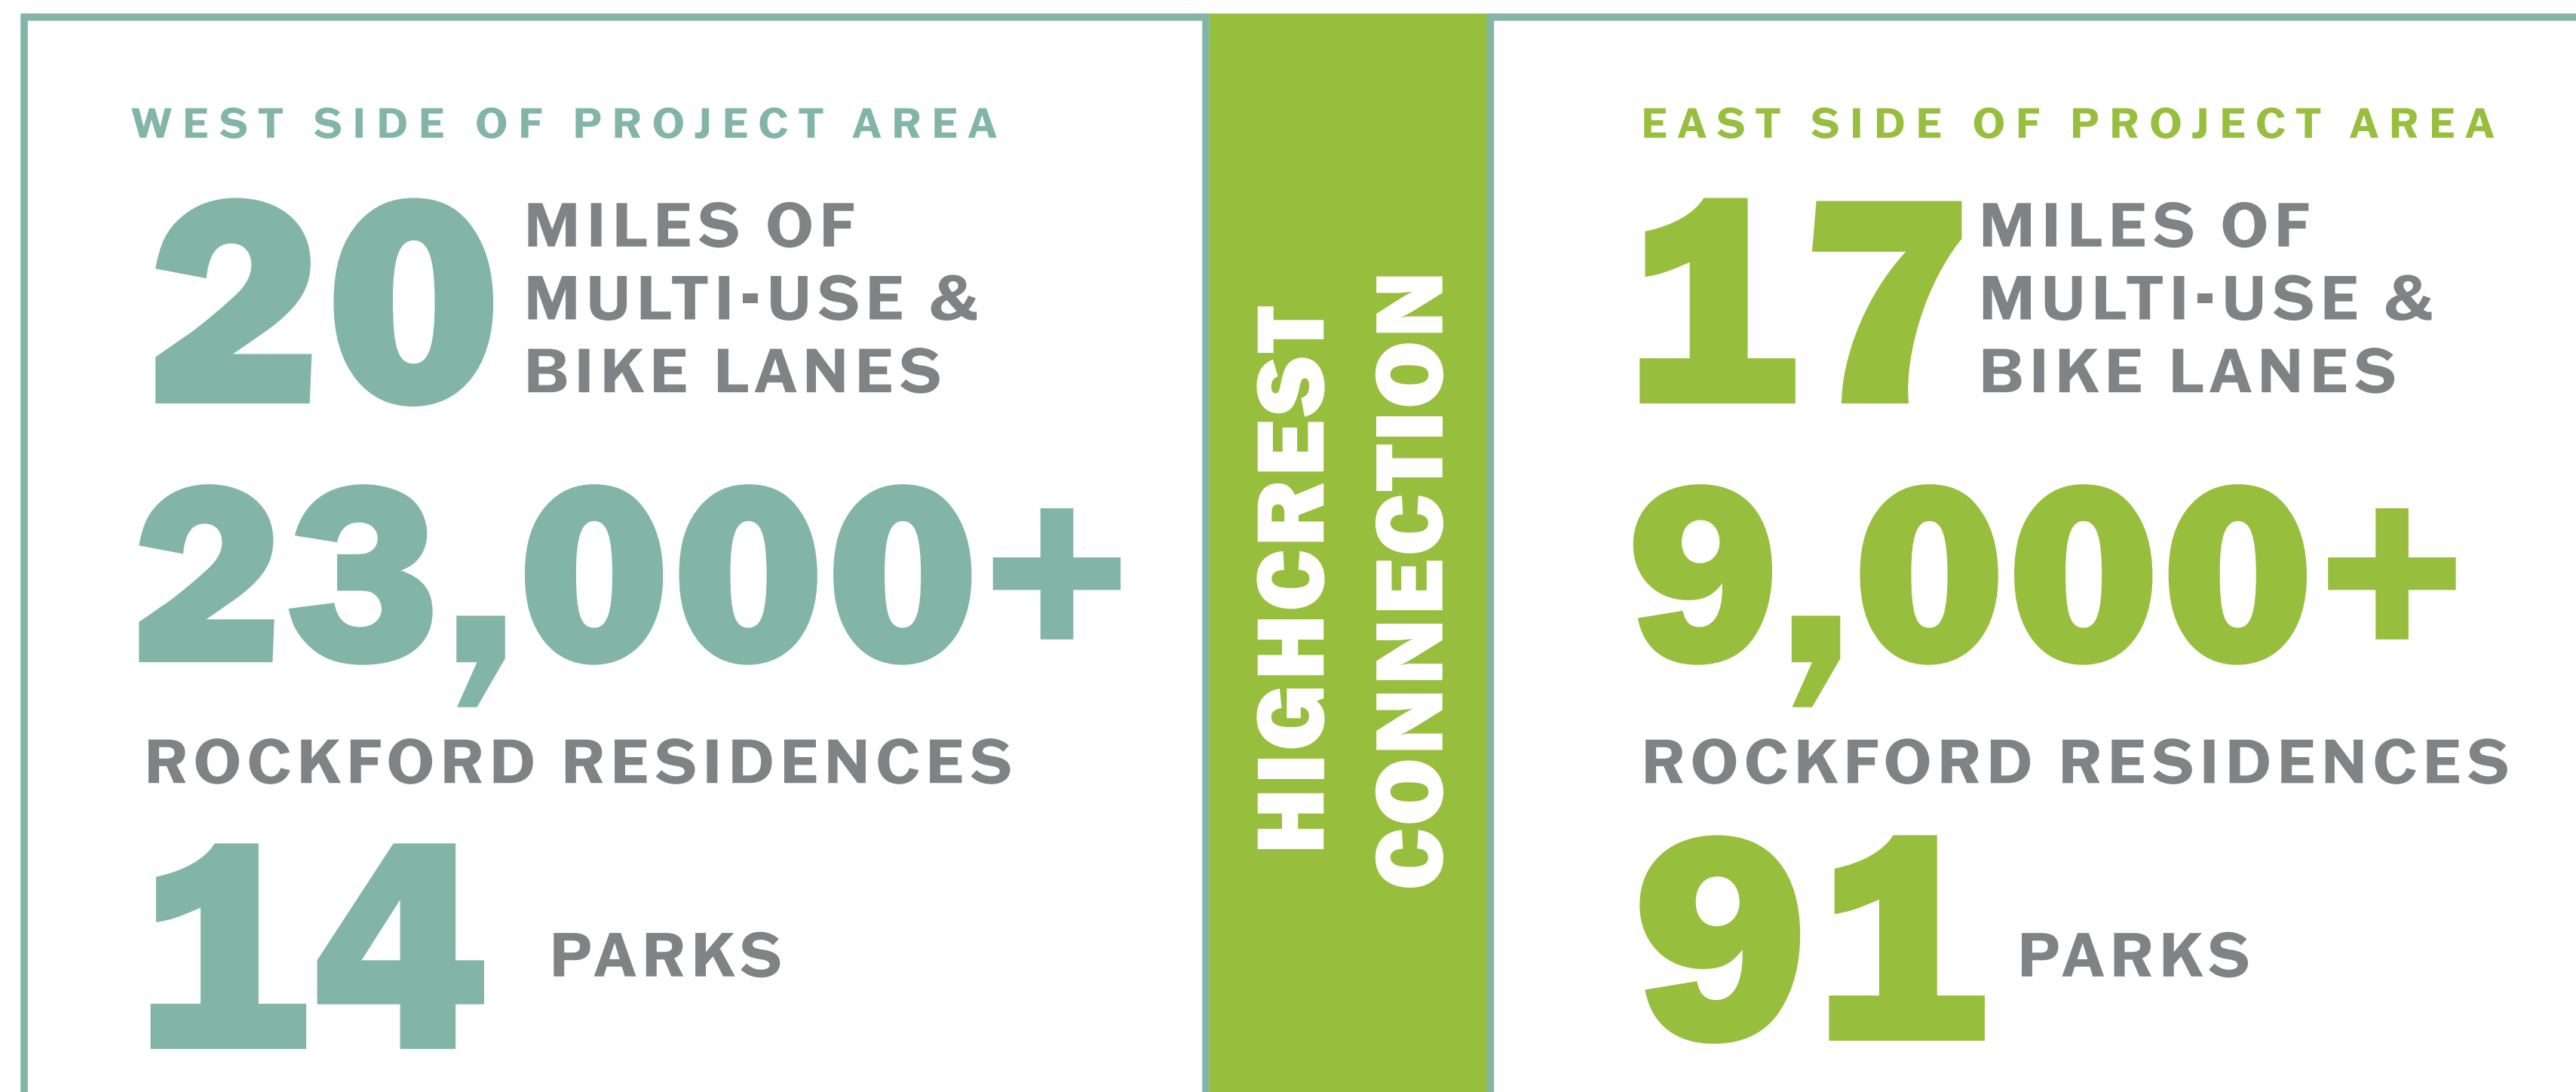 WEST SIDE OF PROJECT AREA
20
MILES OF
MULTI-USE &
BIKE LANES
23,000+
ROCKFORD RESIDENCES
14 PARKS
HIGHCREST
CONNECTION
EAST SIDE OF PROJECT AREA
17
MILES OF
MULTI-USE &
BIKE LANES
9,000+
ROCKFORD RESIDENCES
91 PARKS